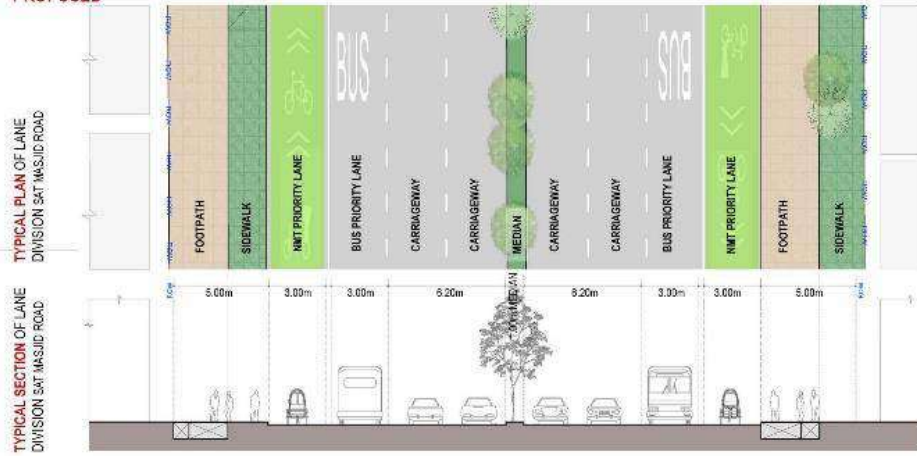 PROPOSED
TYPICAL PLAN OF LANE
DIVISION SAT MASJID ROAD
FOOTPATH
SIDEWALK
NMT PRIORITY LANE
BUS
BUS PRIORITY LANE
CARRIAGEWAY
CARRIAGEWAY
MEDIAN
CARRIAGEWAY
CARRIAGEWAY
BUS
BUS PRIORITY LANE
NMT PRIORITY LANE
FOOTPATH
SIDEWALK
5.00m
3.00m
3.00m
6.20m
MEDIAN
6.20m
3.00m
3.00m
5.00m
TYPICAL SECTION OF LANE
DIVISION SAT MASJID ROAD